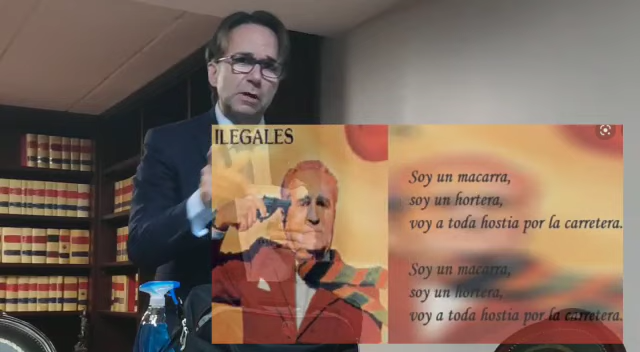 ILEGALES
Soy un macarra,
soy un hortera,
voy a toda hostia por la carretera.
Soy un macarra,
soy un hortera,
voy a toda hostia por la carretera.